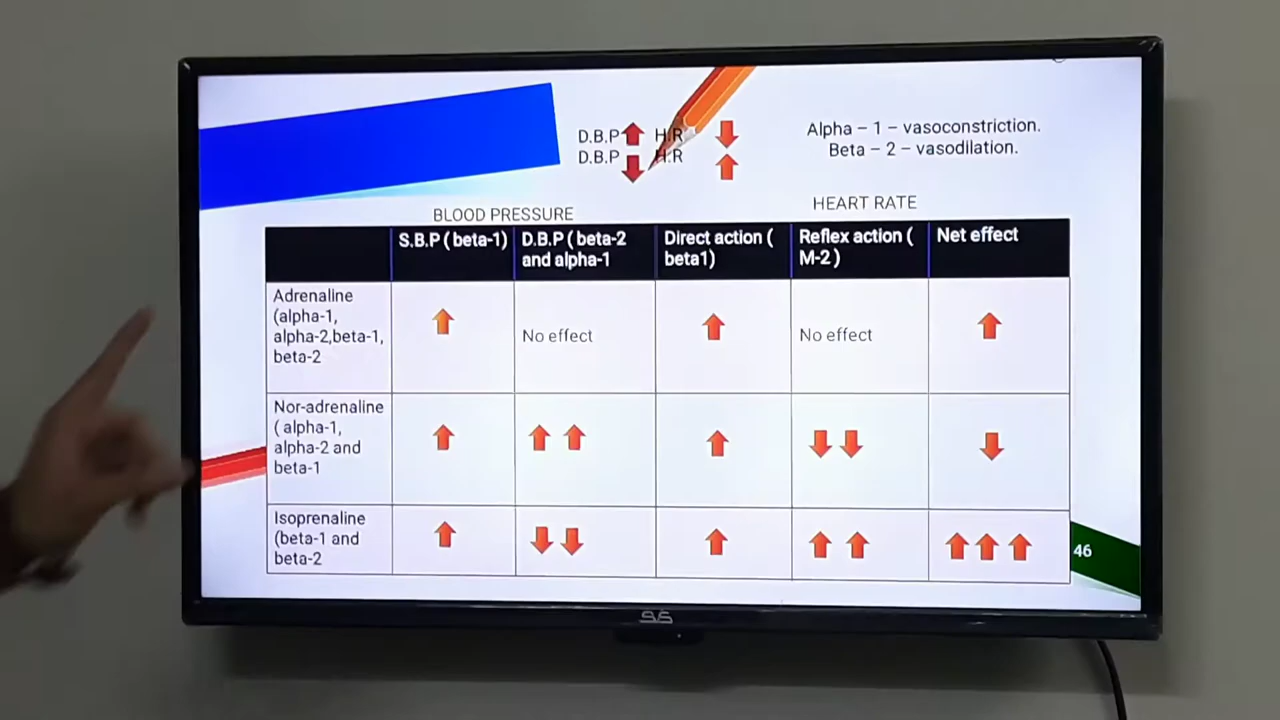 D.B.P H.R
D.B.P H.R
Alpha – 1 – vasoconstriction.
Beta – 2 – vasodilation.
BLOOD PRESSURE
HEART RATE
S.B.P ( beta-1)
D.B.P ( beta-2
and alpha-1
Direct action (
beta1)
Reflex action (
M-2 )
Net effect
Adrenaline
(alpha-1,
alpha-2,beta-1,
beta-2
No effect
No effect
Nor-adrenaline
( alpha-1,
alpha-2 and
beta-1
Isoprenaline
(beta-1 and
beta-2
46